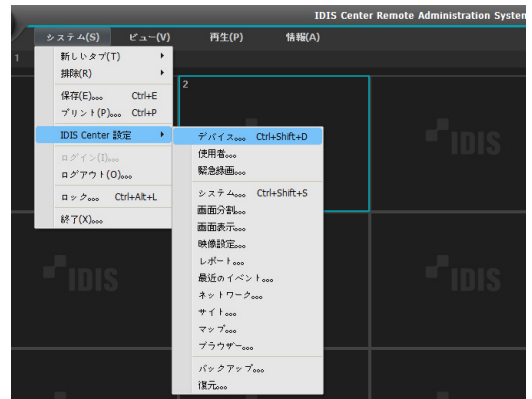 IDIS Center Remote Administration System
システム(S) ビュー(V) 再生(P) 情報(A)
1
新しいタブ(T)
排除(R)
保存(E)... Ctrl+E
プリント(P)... Ctrl+P
IDIS Center 設定
ログイン(I)...
ログアウト(O)...
ロック... Ctrl+Alt+L
終了(X)...
2
デバイス... Ctrl+Shift+D
使用者...
緊急録画...
システム... Ctrl+Shift+S
画面分割...
画面表示...
映像設定...
レポート...
最近のイベント...
ネットワーク...
サイト...
マップ...
ブラウザー...
バックアップ...
復元...
IDIS
IDIS
IDIS